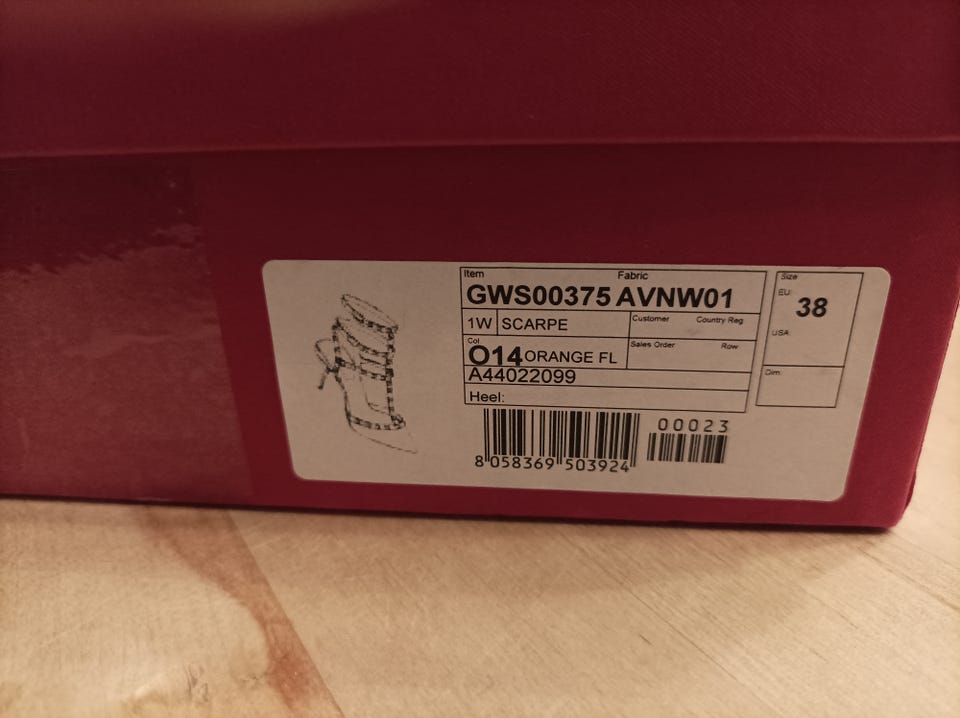 Item Fabric
GWS00375 AVNW01
1W SCARPE
Customer Country Reg
Col
O14 ORANGE FL
Sales Order Row
A44022099
Heel:
8 058369 503924
00023
Size
EU:
38
USA
Dim: